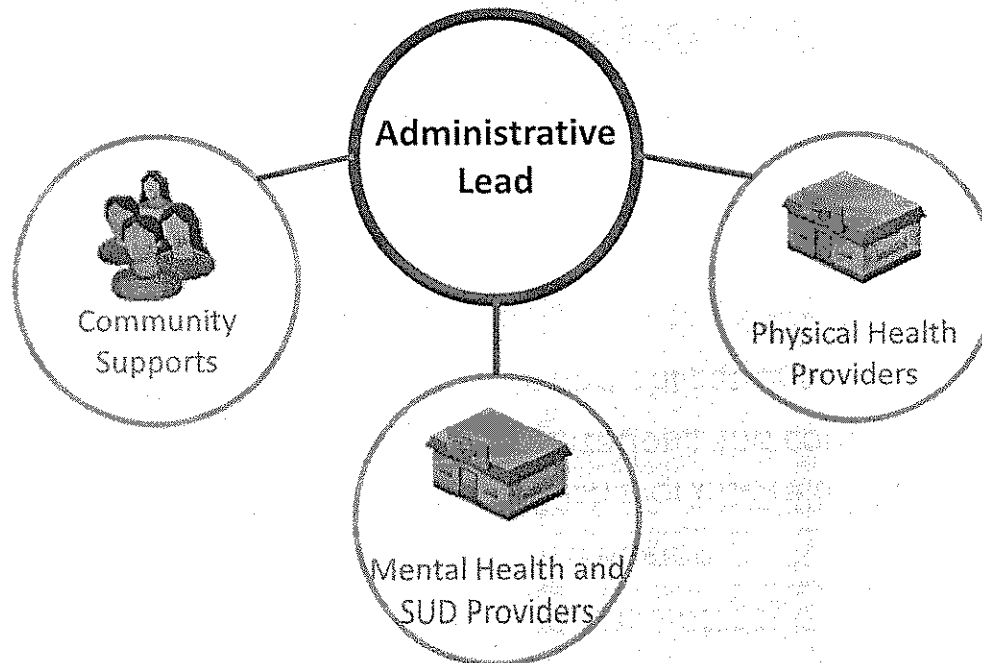 Administrative
Lead
Community
Supports
Physical Health
Providers
Mental Health and
SUD Providers